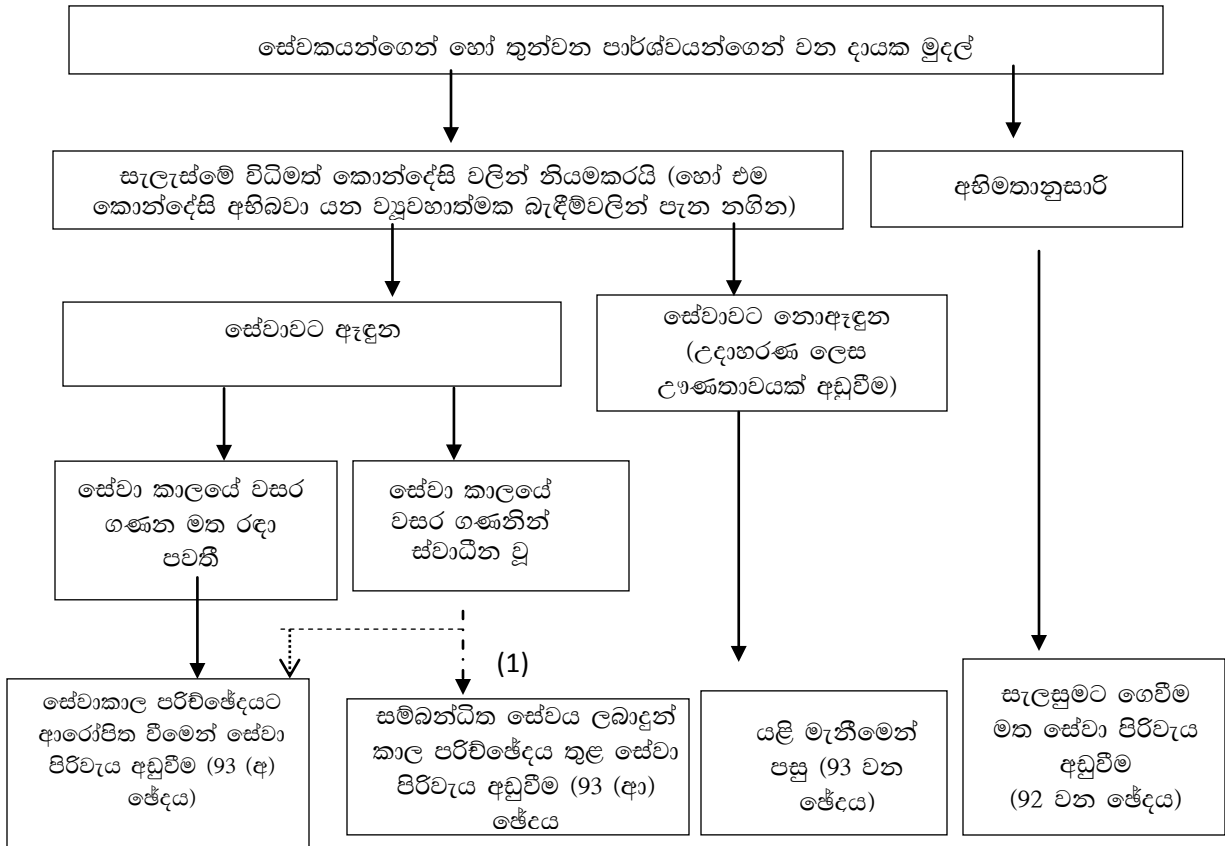 සේවකයන්ගෙන් හෝ තුන්වන පාර්ශ්වයන්ගෙන් වන දායක මුදල්
සැලැස්මේ විධිමත් කොන්දේසි වලින් නියමකරයි (හෝ එම
කොන්දේසි අභිබවා යන ව්‍යූවහාත්මක බැඳීම්වලින් පැන නගින)
අභිමතානුසාරි
සේවාවට ඈඳුන
සේවාවට නොඈඳුන
(උදාහරණ ලෙස
ඌණතාවයක් අඩුවීම)
සේවා කාලයේ වසර
ගණන මත රඳා
පවතී
සේවා කාලයේ
වසර ගණනින්
ස්වාධීන වූ
(1)
සේවාකාල පරිච්ඡේදයට
ආරෝපිත වීමෙන් සේවා
පිරිවැය අඩුවීම (93 (අ)
ඡේදය)
සම්බන්ධිත සේවය ලබාදුන්
කාල පරිච්ඡේදය තුළ සේවා
පිරිවැය අඩුවීම (93 (ආ)
ඡේදය
යළි මැනීමෙන්
පසු (93 වන
ඡේදය)
සැලසුමට ගෙවීම
මත සේවා පිරිවැය
අඩුවීම
(92 වන ඡේදය)